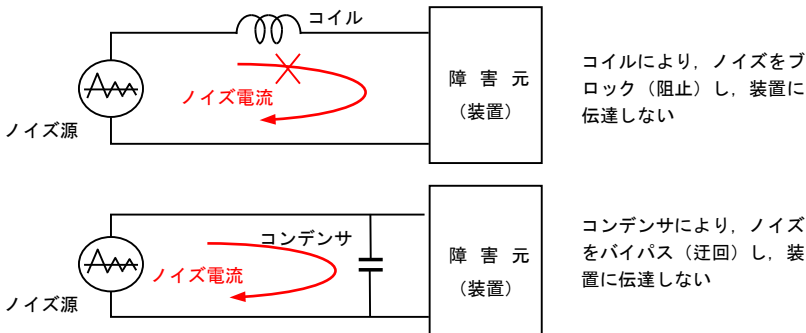 コイル
ノイズ電流
ノイズ源
障害元
（装置）
コイルにより，ノイズをブ
ロック（阻止）し，装置に
伝達しない
コンデンサ
ノイズ電流
ノイズ源
障害元
（装置）
コンデンサにより，ノイズ
をバイパス（迂回）し，装
置に伝達しない